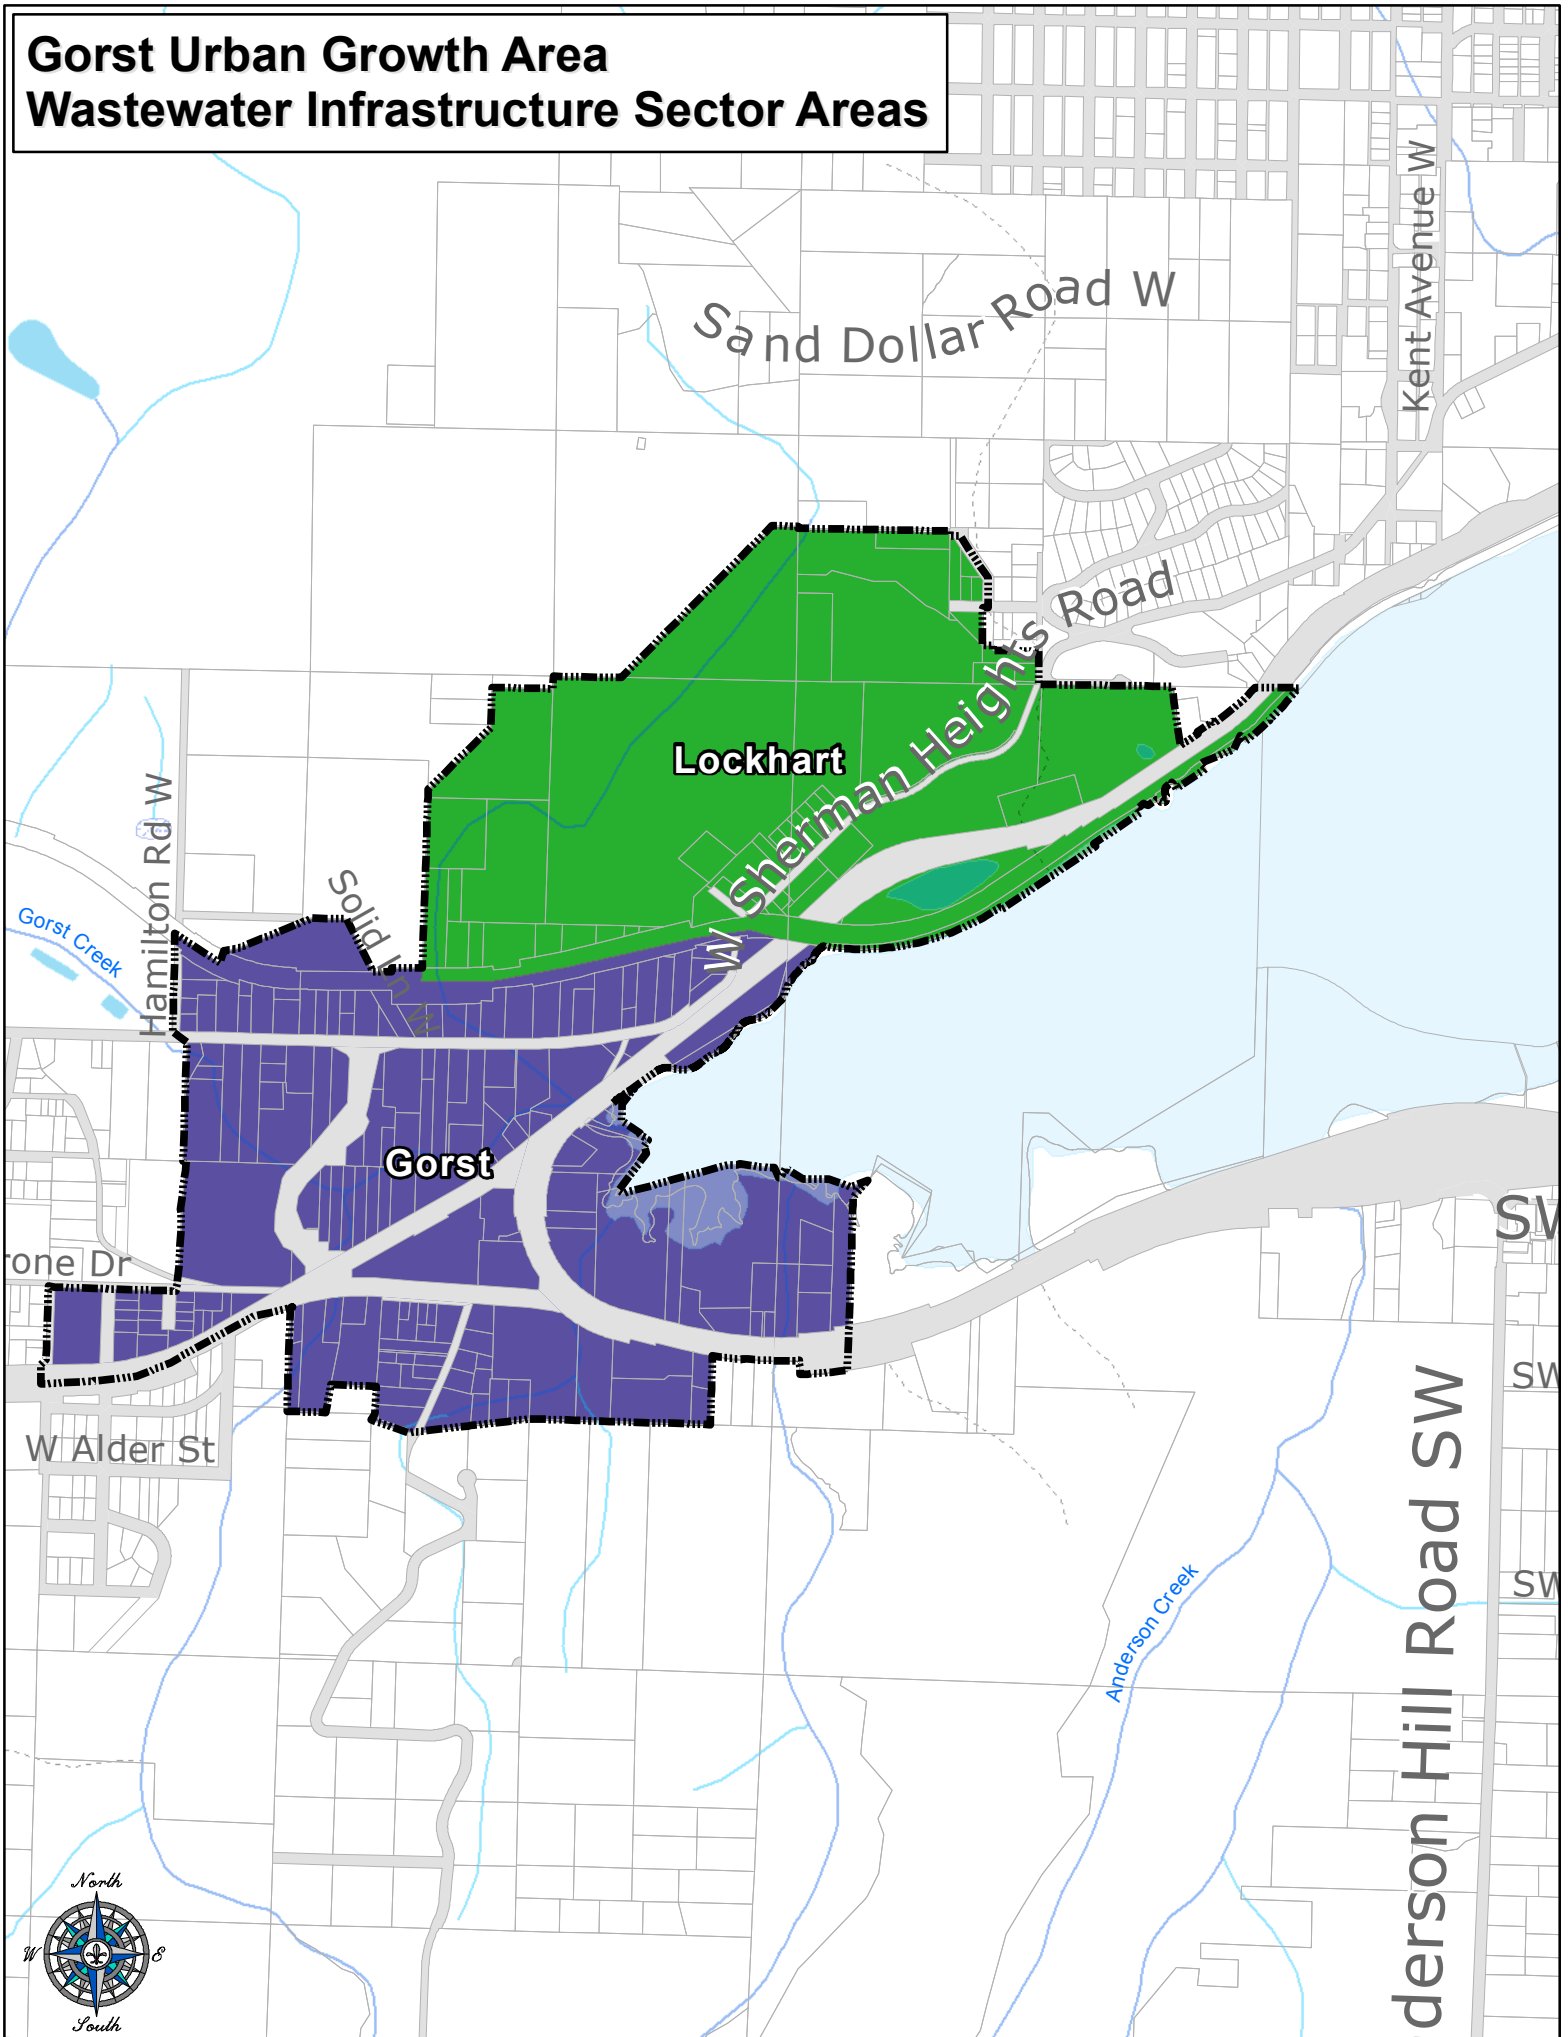 Gorst Urban Growth Area
Wastewater Infrastructure Sector Areas
Kent Avenue W
Sand Dollar Road W
W Sherman Heights Road
Lockhart
Hamilton Rd W
Solid Ln W
Gorst Creek
Gorst
rone Dr
SW
W Alder St
SW
SW
Anderson Creek
derson Hill Road SW
North
W
E
South